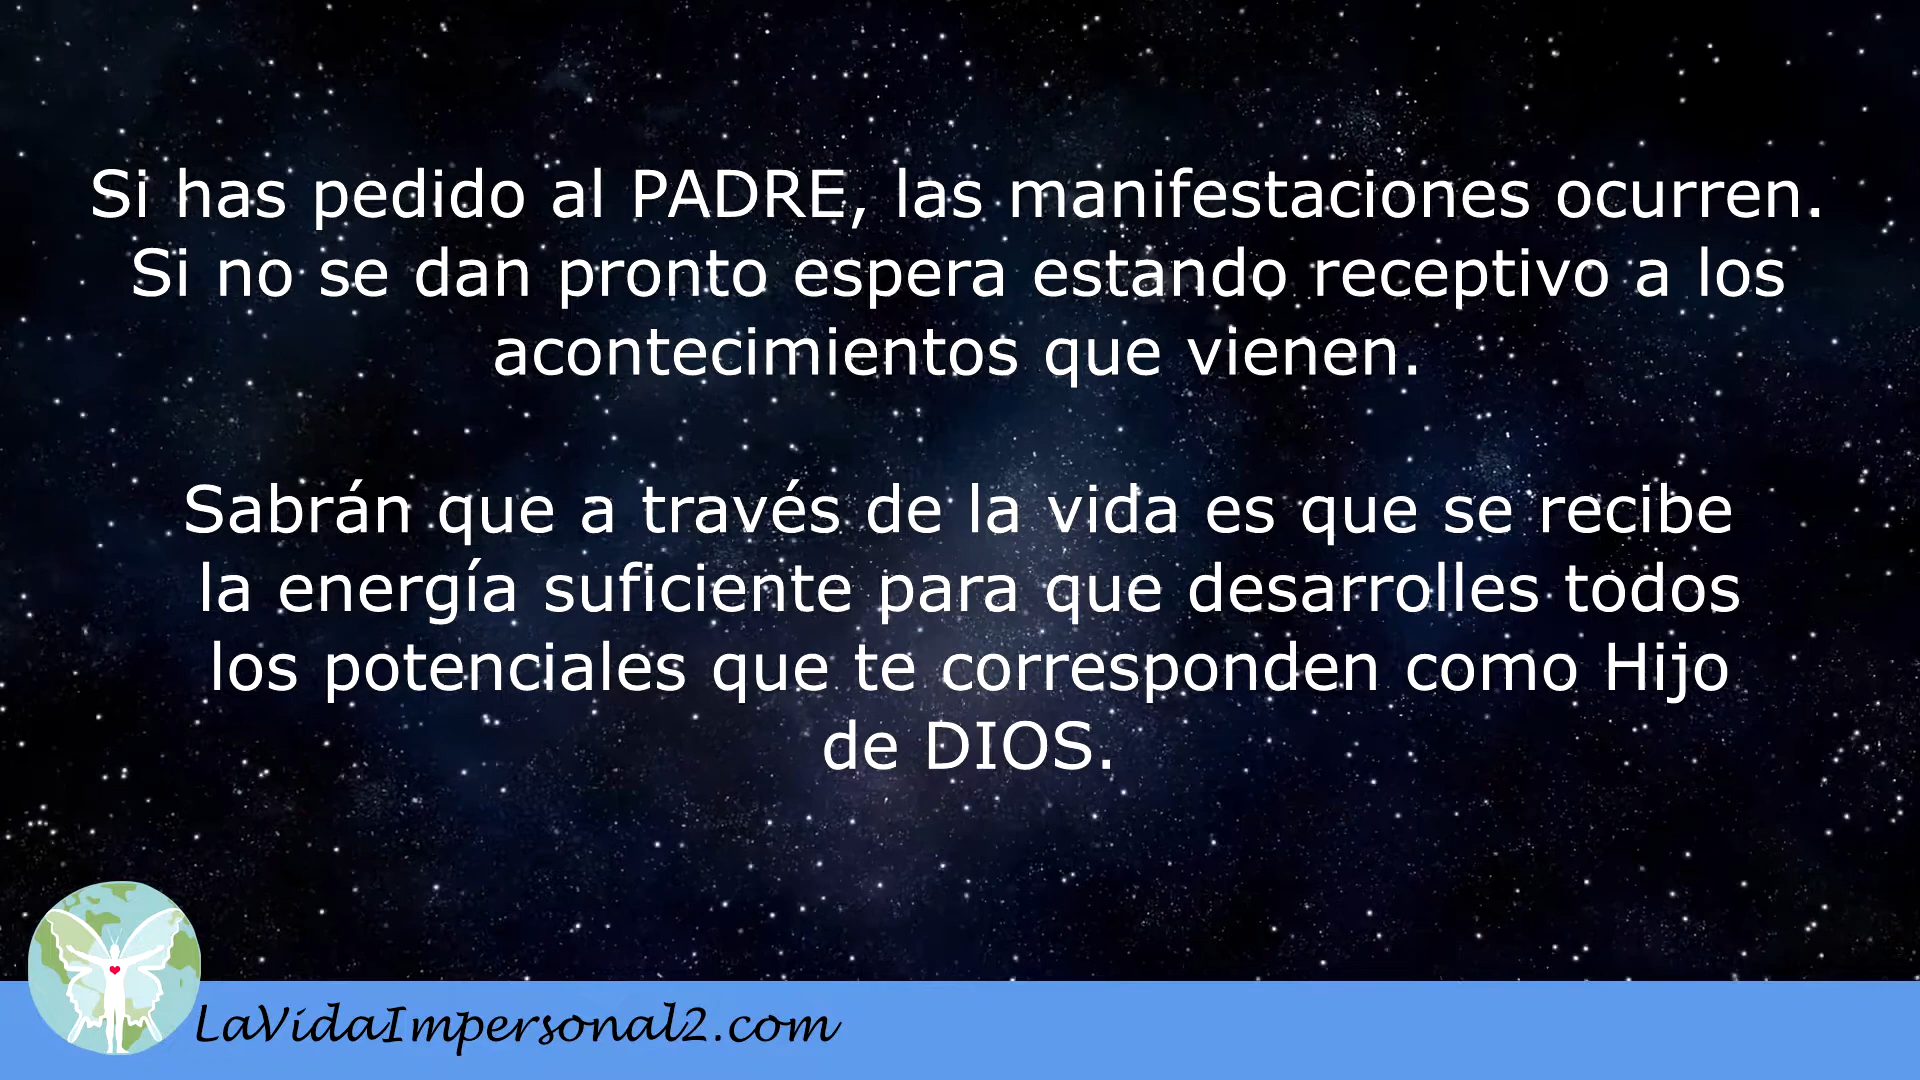 Si has pedido al PADRE, las manifestaciones ocurren.
Si no se dan pronto espera estando receptivo a los
acontecimientos que vienen.
Sabrán que a través de la vida es que se recibe
la energía suficiente para que desarrolles todos
los potenciales que te corresponden como Hijo
de DIOS.
LaVidaImpersonal2.com